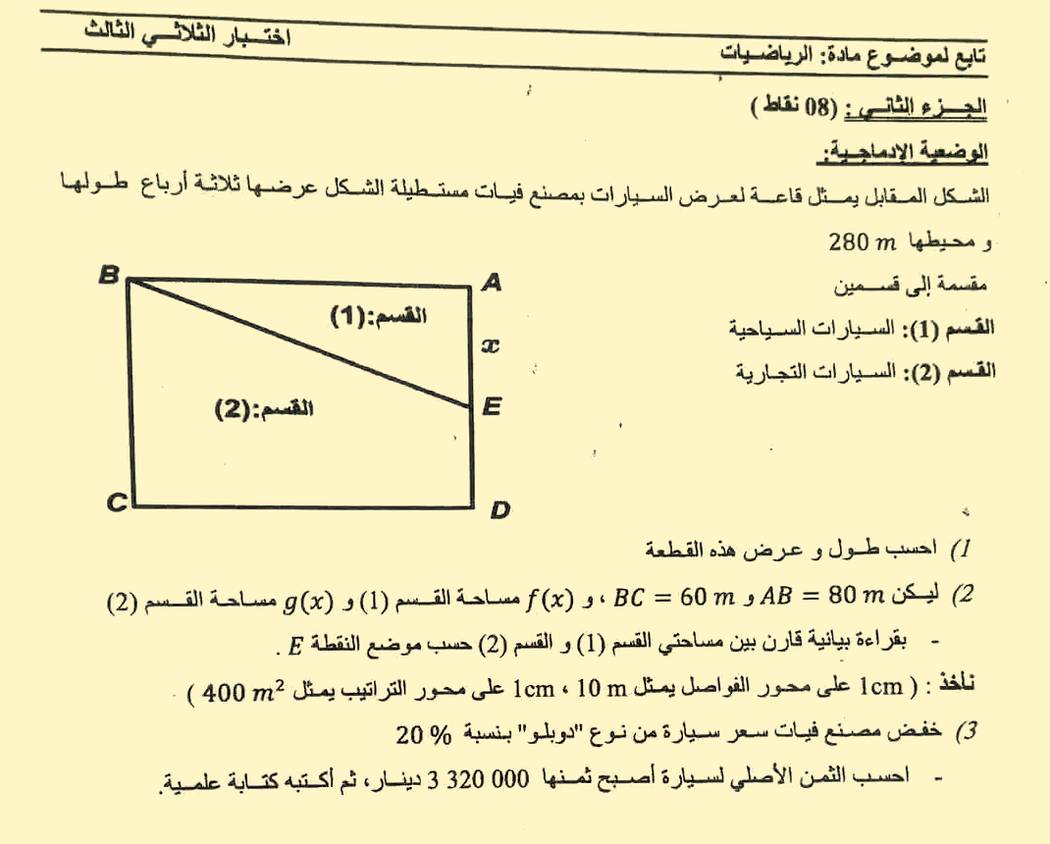 تابع لموضوع مادة: الرياضيات
اختبار الثلاثي الثالث
الجزء الثاني : (08 نقاط )
الوضعية الإدماجية:
الشكل المقابل يمثل قاعة لعرض السيارات بمصنع فيات مستطيلة الشكل عرضها ثلاثة أرباع طولها
و محيطها 280 m
مقسمة إلى قسمين
القسم (1): السيارات السياحية
القسم (2): السيارات التجارية
B
A
القسم:(1)
x
E
القسم:(2)
C
D
1) احسب طول و عرض هذه القطعة
2) ليكن AB = 80 m و BC = 60 m ، و f(x) مساحة القسم (1) و g(x) مساحة القسم (2)
- بقراءة بيانية قارن بين مساحتي القسم (1) و القسم (2) حسب موضع النقطة E .
نأخذ : ( 1cm على محور الفواصل يمثل 10 m ، 1cm على محور التراتيب يمثل 400 m² )
3) خفض مصنع فيات سعر سيارة من نوع "دوبلو" بنسبة 20 %
- احسب الثمن الأصلي لسيارة أصبح ثمنها 3 320 000 دينار، ثم أكتبه كتابة علمية.